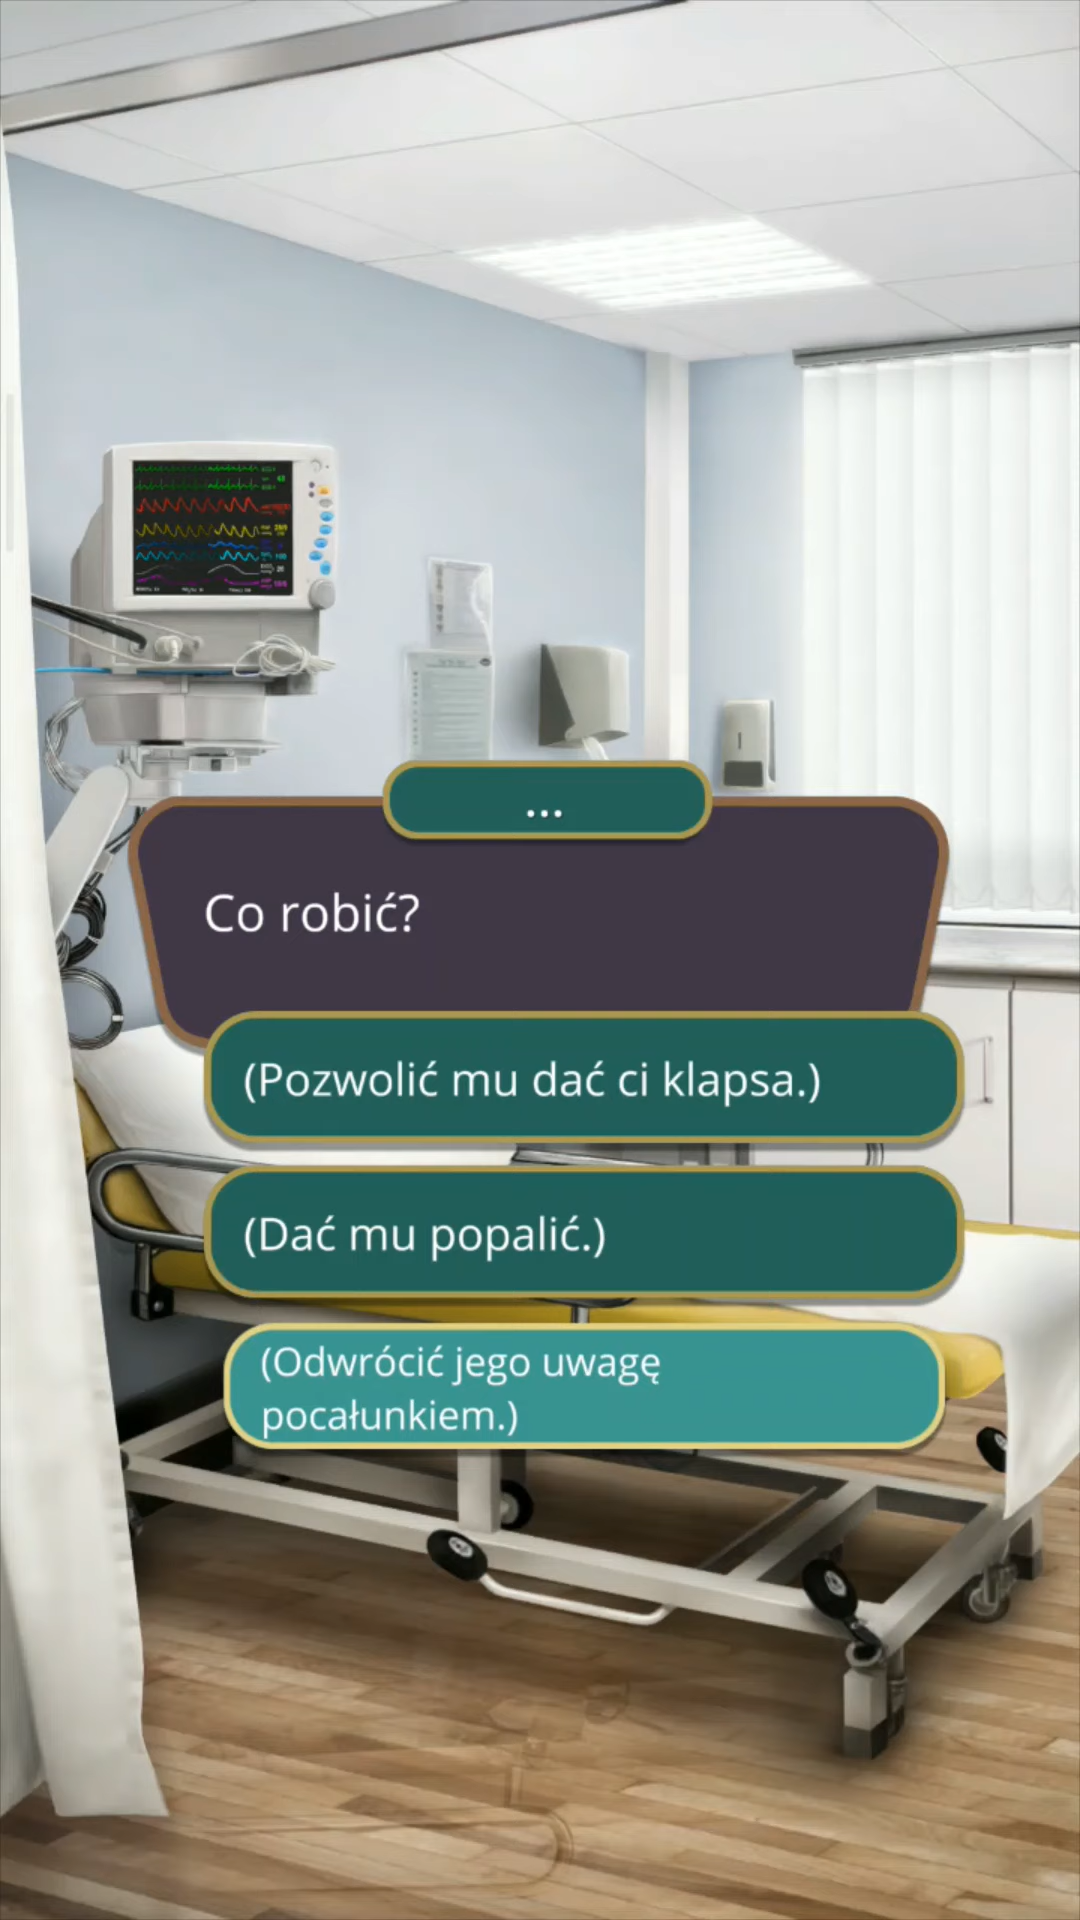 ...
Co robić?
(Pozwolić mu dać ci klapsa.)
(Dać mu popalić.)
(Odwrócić jego uwagę
pocałunkiem.)